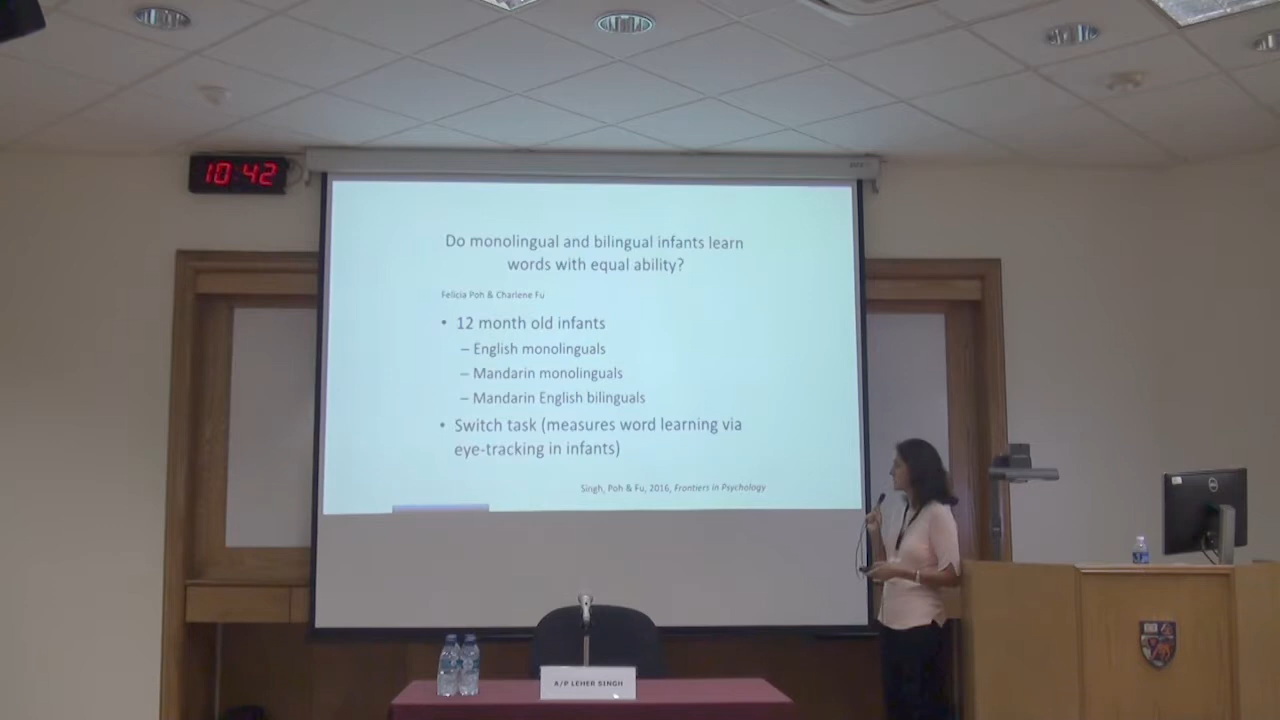 10:42
Do monolingual and bilingual infants learn
words with equal ability?
Felicia Poh & Charlene Fu
• 12 month old infants
– English monolinguals
– Mandarin monolinguals
– Mandarin English bilinguals
• Switch task (measures word learning via
eye-tracking in infants)
Singh, Poh & Fu, 2016, Frontiers in Psychology
DELL
A/P LEHER SINGH